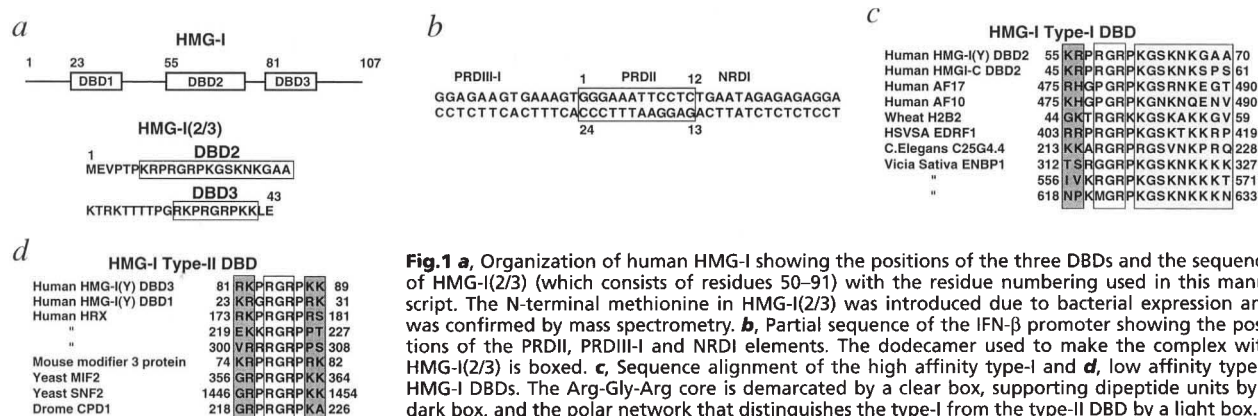 a
HMG-I
1 23 55 81 107
DBD1 DBD2 DBD3
HMG-I(2/3)
1 DBD2
MEVPTPKRPRGRPKGSKNKGAA
DBD3 43
KTRKTTTTPGRKPRGRPKKLE
b
PRDIII-I 1 PRDII 12 NRDI
GGAGAAGTGAAAGTGGGAAATTCCTCTGAATAGAGAGAGGA
CCTCTTCACTTTCACCCTTTAAGGAGACTTATCTCTCTCCT
24 13
c
HMG-I Type-I DBD
Human HMG-I(Y) DBD2 55 KRPRGRPKGSKNKGAA 70
Human HMGI-C DBD2 45 KRPRGRPKGSKNKSPS 61
Human AF17 475 RHGPGRPKGSRNKEGT 490
Human AF10 475 KHGPGRPKGNKNQENV 490
Wheat H2B2 44 GKTRGRKKGSKAKKGV 59
HSVSA EDRF1 403 RRPRGRPKGSKTKKRP 419
C.Elegans C25G4.4 213 KKARGRPRGSVNKPRQ 228
Vicia Sativa ENBP1 312 TSRGGRPKGSKNKKKK 327
" 556 IVKRGRPKGSKNKKKT 571
" 618 NPKMGRPKGSKNKKKN 633
d
HMG-I Type-II DBD
Human HMG-I(Y) DBD3 81 RKPRGRPKK 89
Human HMG-I(Y) DBD1 23 KRGRGRPRK 31
Human HRX 173 RKPRGRPRS 181
" 219 EKKRGRPPT 227
" 300 VRRRGRPPS 308
Mouse modifier 3 protein 74 KRPRGRPRK 82
Yeast MIF2 356 GRPRGRPKK 364
Yeast SNF2 1446 GRPRGRPKK 1454
Drome CPD1 218 GRPRGRPKA 226
Fig.1 a, Organization of human HMG-I showing the positions of the three DBDs and the sequenc
of HMG-I(2/3) (which consists of residues 50–91) with the residue numbering used in this manu
script. The N-terminal methionine in HMG-I(2/3) was introduced due to bacterial expression an
was confirmed by mass spectrometry. b, Partial sequence of the IFN-β promoter showing the pos
tions of the PRDII, PRDIII-I and NRDI elements. The dodecamer used to make the complex wit
HMG-I(2/3) is boxed. c, Sequence alignment of the high affinity type-I and d, low affinity type-
HMG-I DBDs. The Arg-Gly-Arg core is demarcated by a clear box, supporting dipeptide units by
dark box, and the polar network that distinguishes the type-I from the type-II DBD by a light box.